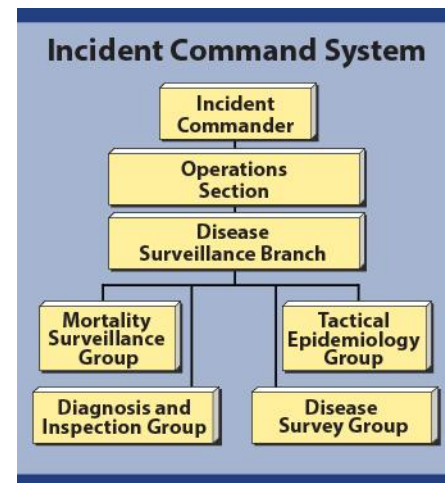 Incident Command System
Incident
Commander
Operations
Section
Disease
Surveillance Branch
Mortality
Surveillance
Group
Tactical
Epidemiology
Group
Diagnosis and
Inspection Group
Disease
Survey Group